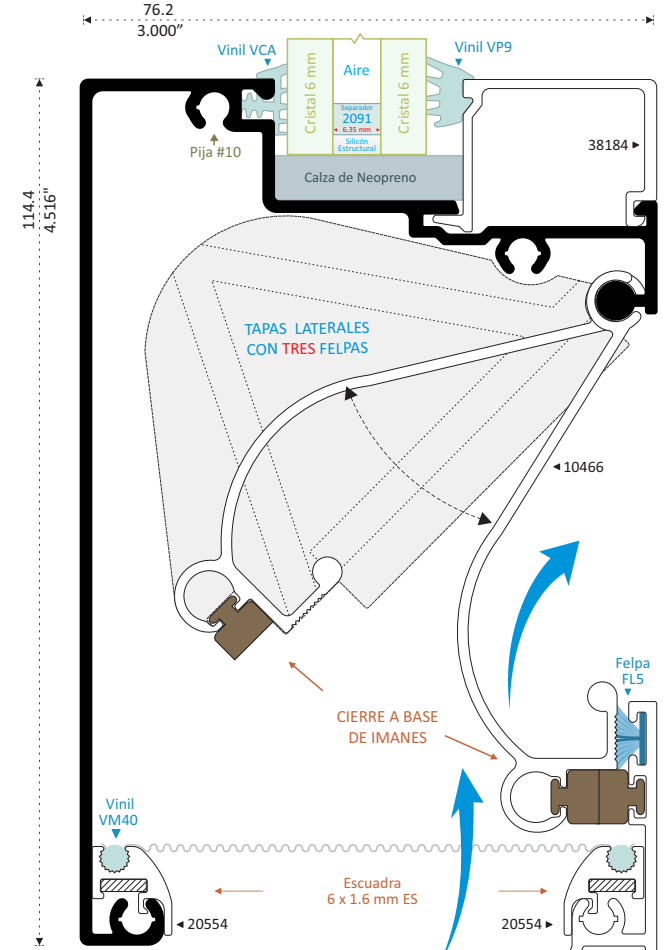 76.2
3.000”
Vinil VCA
Vinil VP9
Cristal 6 mm
Aire
Cristal 6 mm
Separador
2091
6.35 mm
Silicón
Estructural
Pija #10
38184
Calza de Neopreno
114.4
4.516"
TAPAS LATERALES
CON TRES FELPAS
10466
Felpa
FL5
CIERRE A BASE
DE IMANES
Vinil
VM40
Escuadra
6 x 1.6 mm ES
20554
20554